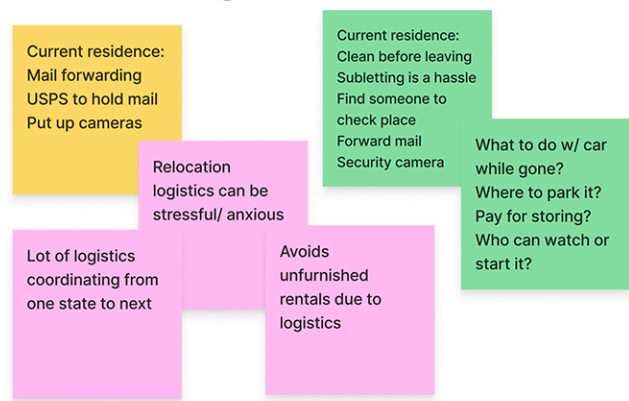 Current residence:
Mail forwarding
USPS to hold mail
Put up cameras
Current residence:
Clean before leaving
Subletting is a hassle
Find someone to
check place
Forward mail
Security camera
What to do w/ car
while gone?
Where to park it?
Pay for storing?
Who can watch or
start it?
Relocation
logistics can be
stressful/ anxious
Lot of logistics
coordinating from
one state to next
Avoids
unfurnished
rentals due to
logistics